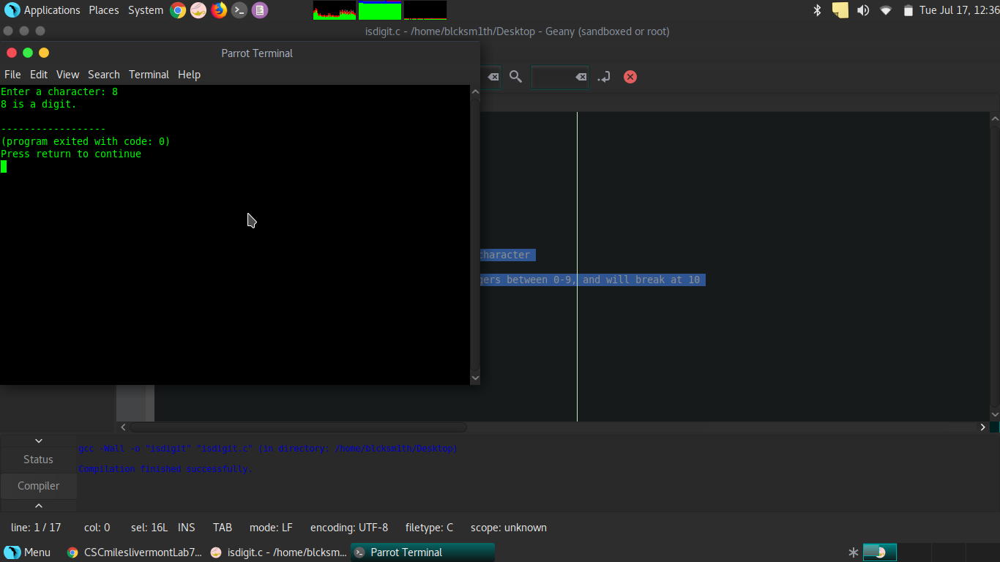 Applications Places System Tue Jul 17, 12:36
isdigit.c - /home/blcksm1th/Desktop - Geany (sandboxed or root)
Parrot Terminal
File Edit View Search Terminal Help
Enter a character: 8
8 is a digit.
------------------
(program exited with code: 0)
Press return to continue
character
gers between 0-9, and will break at 10
gcc -Wall -o "isdigit" "isdigit.c" (in directory: /home/blcksm1th/Desktop)
Status
Compilation finished successfully.
Compiler
line: 1 / 17 col: 0 sel: 16L INS TAB mode: LF encoding: UTF-8 filetype: C scope: unknown
Menu CSCmileslivermontLab7... isdigit.c - /home/blcksm... Parrot Terminal